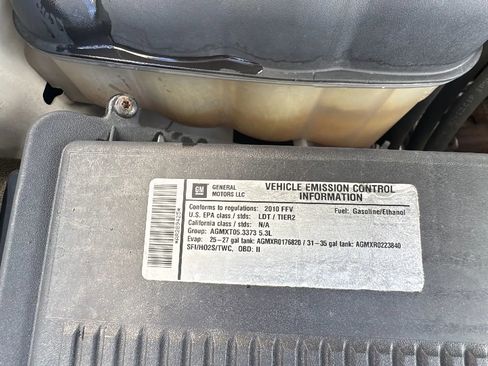 GM
GENERAL MOTORS LLC
VEHICLE EMISSION CONTROL INFORMATION
Conforms to regulations: 2010 FFV Fuel: Gasoline/Ethanol
U.S. EPA class / stds: LDT / TIER2
California class / stds: N/A
Group: AGMXT05.3373 5.3L
Evap: 25-27 gal tank: AGMXR0176820 / 31-35 gal tank: AGMXR0223840
SFI/HO2S/TWC, OBD: II